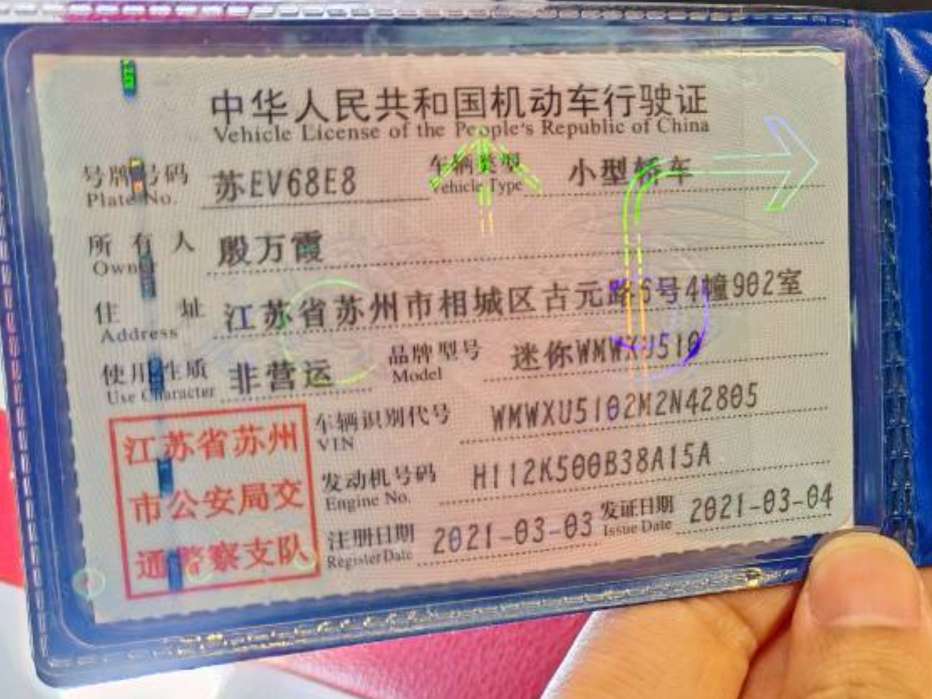 中华人民共和国机动车行驶证
Vehicle License of the People's Republic of China
号牌号码 苏EV68E8 车辆类型 小型轿车
Plate No. Vehicle Type
所有人 殷万霞
Owner
住址 江苏省苏州市相城区古元路6号4幢902室
Address
使用性质 非营运 品牌型号 迷你WMWXU510
Use Character Model
车辆识别代号 WMWXU5102M2N42805
VIN
发动机号码 H112K500B38A15A
Engine No.
注册日期 2021-03-03 发证日期 2021-03-04
Register Date Issue Date
江苏省苏州
市公安局交
通警察支队